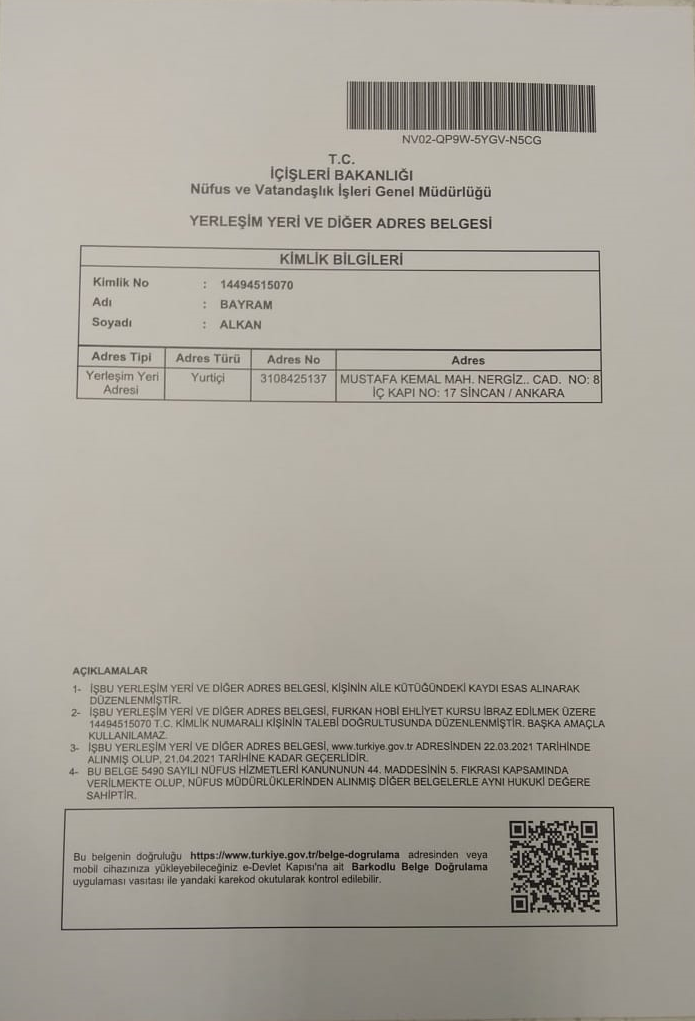 NV02-QP9W-5YGV-N5CG
T.C.
İÇİŞLERİ BAKANLIĞI
Nüfus ve Vatandaşlık İşleri Genel Müdürlüğü
YERLEŞİM YERİ VE DİĞER ADRES BELGESİ
KİMLİK BİLGİLERİ
Kimlik No : 14494515070
Adı : BAYRAM
Soyadı : ALKAN
Adres Tipi Adres Türü Adres No Adres
Yerleşim Yeri Yurtiçi 3108425137 MUSTAFA KEMAL MAH. NERGİZ.. CAD. NO: 8
Adresi İÇ KAPI NO: 17 SİNCAN / ANKARA
AÇIKLAMALAR
1- İŞBU YERLEŞİM YERİ VE DİĞER ADRES BELGESİ, KİŞİNİN AİLE KÜTÜĞÜNDEKİ KAYDI ESAS ALINARAK
DÜZENLENMİŞTİR.
2- İŞBU YERLEŞİM YERİ VE DİĞER ADRES BELGESİ, FURKAN HOBİ EHLİYET KURSU İBRAZ EDİLMEK ÜZERE
14494515070 T.C. KİMLİK NUMARALI KİŞİNİN TALEBİ DOĞRULTUSUNDA DÜZENLENMİŞTİR. BAŞKA AMAÇLA
KULLANILAMAZ.
3- İŞBU YERLEŞİM YERİ VE DİĞER ADRES BELGESİ, www.turkiye.gov.tr ADRESİNDEN 22.03.2021 TARİHİNDE
ALINMIŞ OLUP, 21.04.2021 TARİHİNE KADAR GEÇERLİDİR.
4- BU BELGE 5490 SAYILI NÜFUS HİZMETLERİ KANUNUNUN 44. MADDESİNİN 5. FIKRASI KAPSAMINDA
VERİLMEKTE OLUP, NÜFUS MÜDÜRLÜKLERİNDEN ALINMIŞ DİĞER BELGELERLE AYNI HUKUKİ DEĞERE
SAHİPTİR.
Bu belgenin doğruluğu https://www.turkiye.gov.tr/belge-dogrulama adresinden veya
mobil cihazınıza yükleyebileceğiniz e-Devlet Kapısı'na ait Barkodlu Belge Doğrulama
uygulaması vasıtası ile yandaki karekod okutularak kontrol edilebilir.